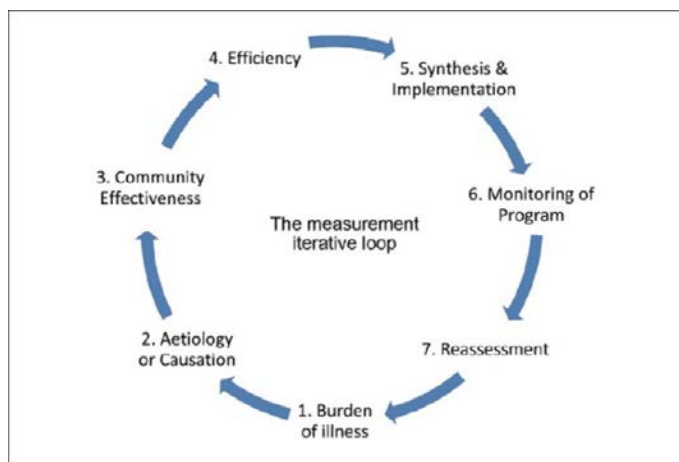 4. Efficiency
5. Synthesis &
Implementation
3. Community
Effectiveness
6. Monitoring of
Program
The measurement
iterative loop
2. Aetiology
or Causation
7. Reassessment
1. Burden
of illness